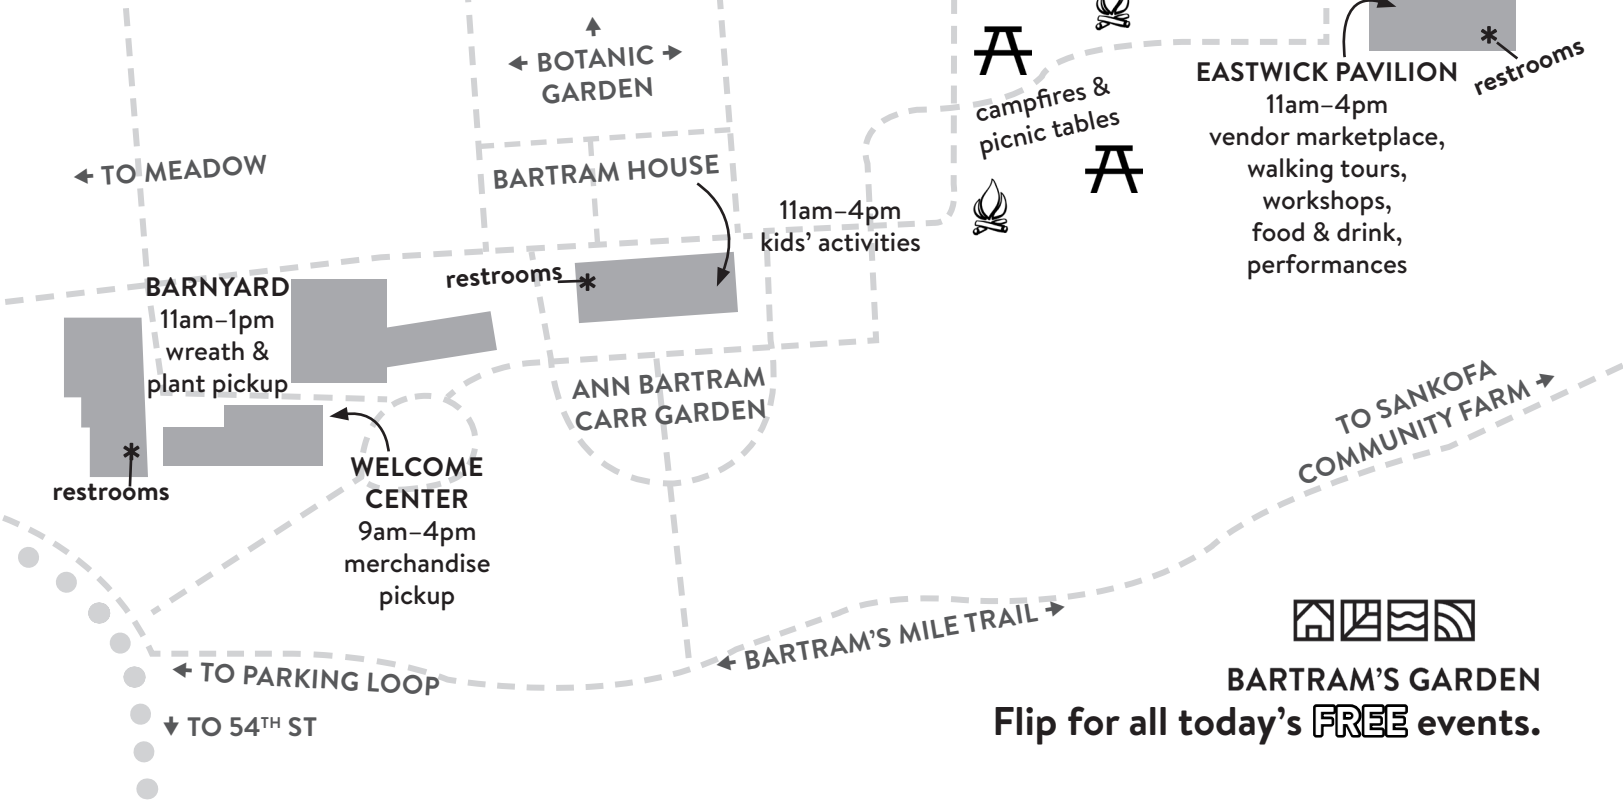 ← BOTANIC →
GARDEN
← TO MEADOW
BARTRAM HOUSE
11am–4pm
kids’ activities
campfires &
picnic tables
EASTWICK PAVILION
11am–4pm
vendor marketplace,
walking tours,
workshops,
food & drink,
performances
* restrooms
restrooms *
BARNYARD
11am–1pm
wreath &
plant pickup
* restrooms
WELCOME
CENTER
9am–4pm
merchandise
pickup
ANN BARTRAM
CARR GARDEN
TO SANKOFA
COMMUNITY FARM →
← BARTRAM’S MILE TRAIL →
← TO PARKING LOOP
↓ TO 54TH ST
BARTRAM’S GARDEN
Flip for all today’s FREE events.